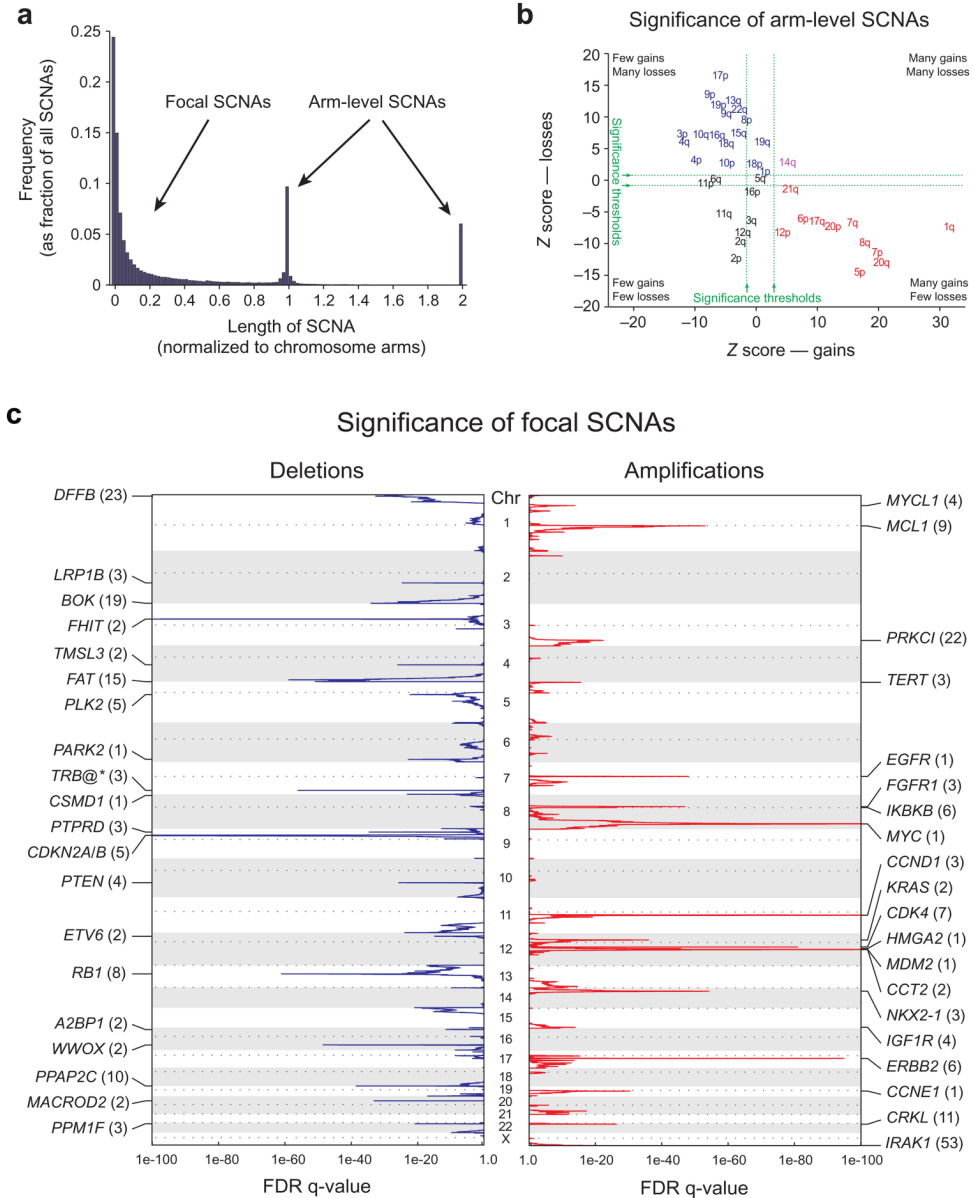 a
0.25
0.2
0.15
0.1
0.05
0
Frequency
(as fraction of all SCNAs)
Focal SCNAs
Arm-level SCNAs
0 0.2 0.4 0.6 0.8 1 1.2 1.4 1.6 1.8 2
Length of SCNA
(normalized to chromosome arms)
b
Significance of arm-level SCNAs
20
15
10
5
0
−5
−10
−15
−20
Z score — losses
Few gains
Many losses
Many gains
Many losses
Significance
thresholds
17p
9p
19p
13q
22q
9q
8p
3p
4q
10q
16q
18q
15q
19q
4p
10p
18p
1p
14q
11p
6q
5q
16p
21q
11q
3q
12q
2q
2p
12p
6p
17q
20p
7q
8q
7p
20q
5p
1q
Few gains
Few losses
Many gains
Few losses
Significance thresholds
−20 −10 0 10 20 30
Z score — gains
c
Significance of focal SCNAs
Deletions
Chr
Amplifications
DFFB (23)
LRP1B (3)
BOK (19)
FHIT (2)
TMSL3 (2)
FAT (15)
PLK2 (5)
PARK2 (1)
TRB@* (3)
CSMD1 (1)
PTPRD (3)
CDKN2A/B (5)
PTEN (4)
ETV6 (2)
RB1 (8)
A2BP1 (2)
WWOX (2)
PPAP2C (10)
MACROD2 (2)
PPM1F (3)
1
2
3
4
5
6
7
8
9
10
11
12
13
14
15
16
17
18
19
20
21
22
X
MYCL1 (4)
MCL1 (9)
PRKCI (22)
TERT (3)
EGFR (1)
FGFR1 (3)
IKBKB (6)
MYC (1)
CCND1 (3)
KRAS (2)
CDK4 (7)
HMGA2 (1)
MDM2 (1)
CCT2 (2)
NKX2-1 (3)
IGF1R (4)
ERBB2 (6)
CCNE1 (1)
CRKL (11)
IRAK1 (53)
1e-100 1e-80 1e-60 1e-40 1e-20 1.0
FDR q-value
1.0 1e-20 1e-40 1e-60 1e-80 1e-100
FDR q-value